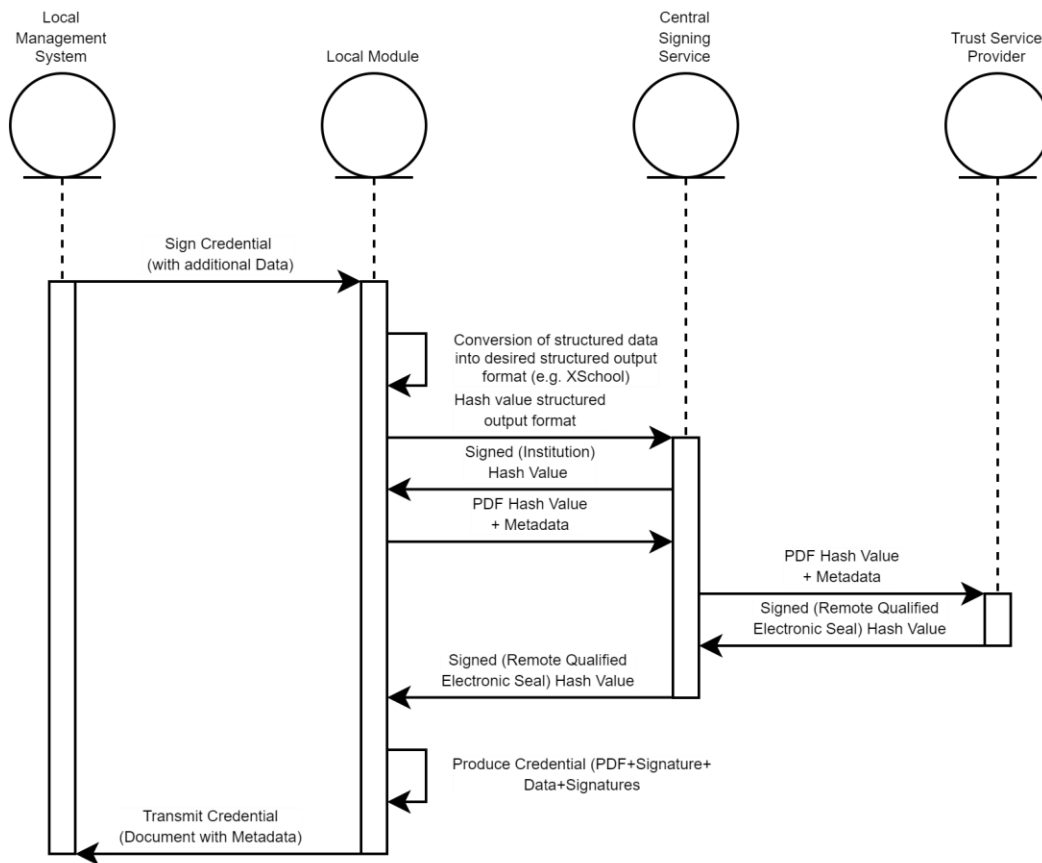 Local
Management
System
Local Module
Central
Signing
Service
Trust Service
Provider
Sign Credential
(with additional Data)
Conversion of structured data
into desired structured output
format (e.g. XSchool)
Hash value structured
output format
Signed (Institution)
Hash Value
PDF Hash Value
+ Metadata
PDF Hash Value
+ Metadata
Signed (Remote Qualified
Electronic Seal) Hash Value
Signed (Remote Qualified
Electronic Seal) Hash Value
Produce Credential (PDF+Signature+
Data+Signatures
Transmit Credential
(Document with Metadata)